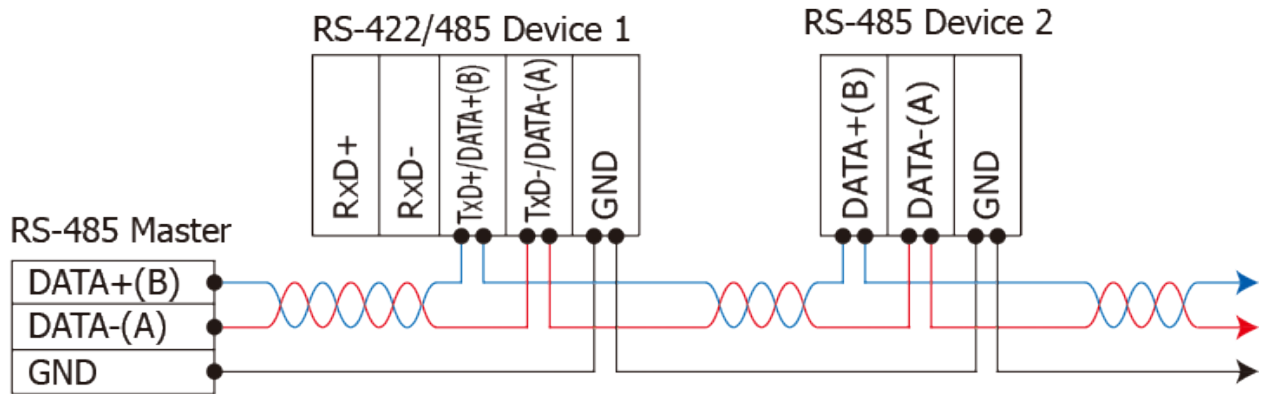 RS-422/485 Device 1
RxD+
RxD-
TxD+/DATA+(B)
TxD-/DATA-(A)
GND
RS-485 Device 2
DATA+(B)
DATA-(A)
GND
RS-485 Master
DATA+(B)
DATA-(A)
GND